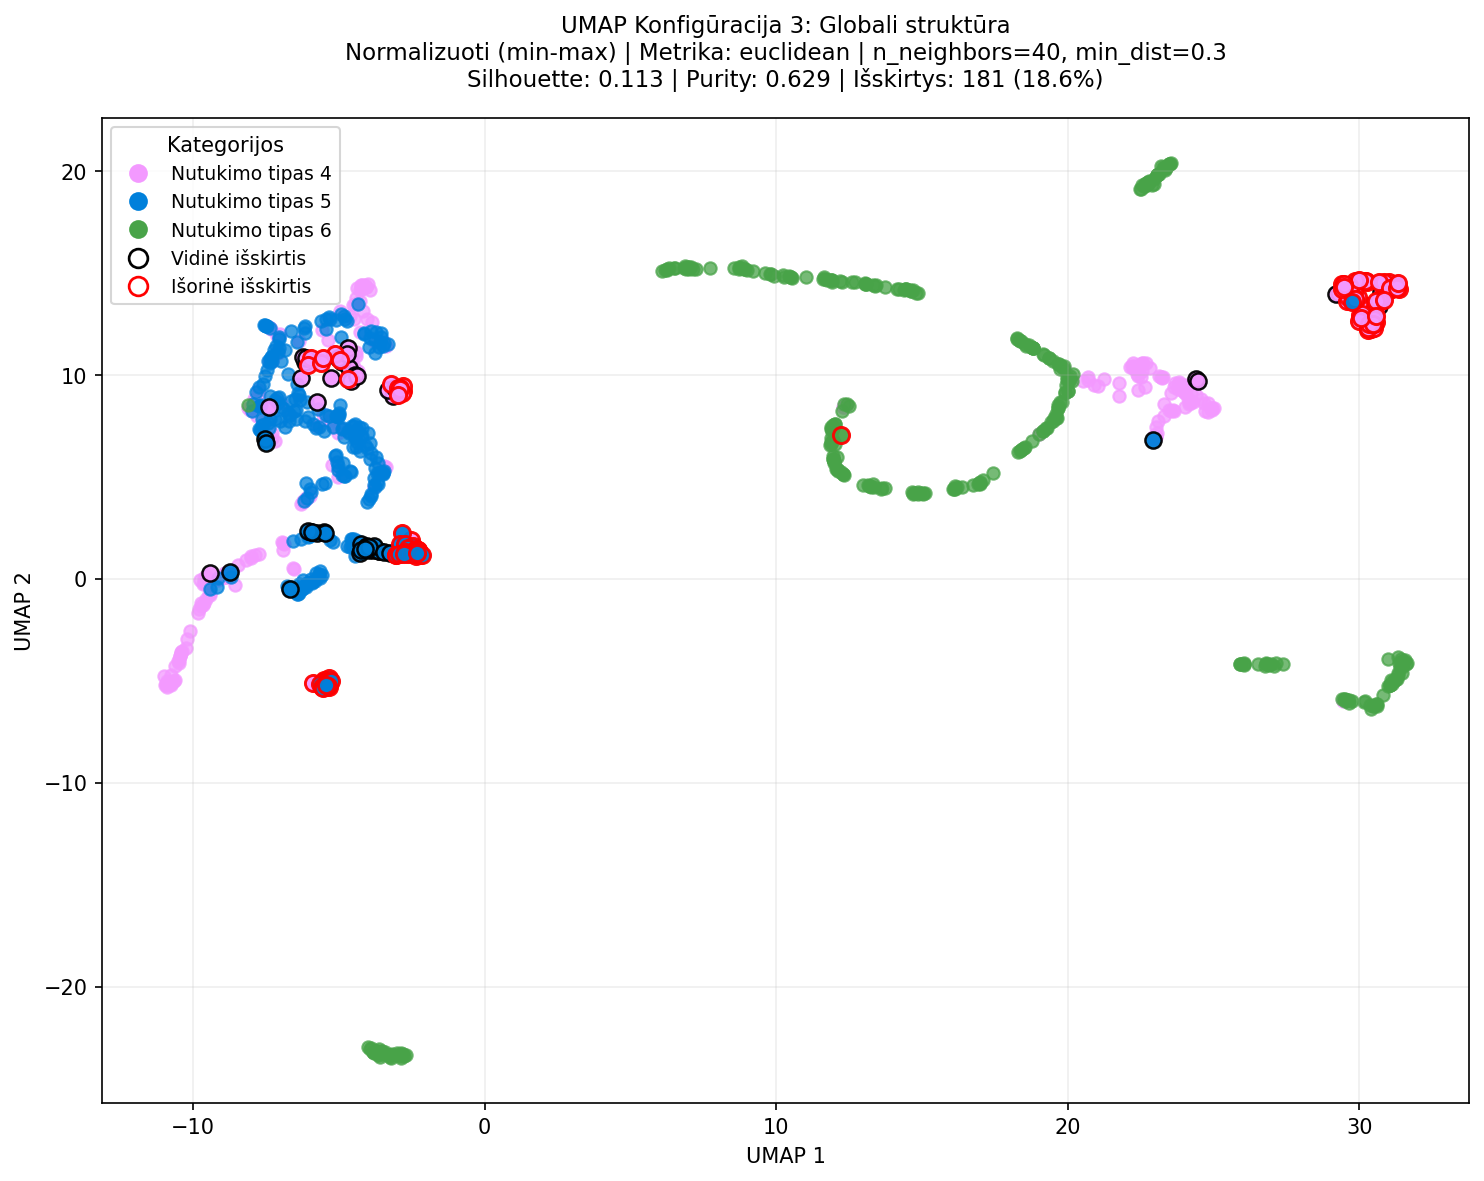 UMAP Konfigūracija 3: Globali struktūra
Normalizuoti (min-max) | Metrika: euclidean | n_neighbors=40, min_dist=0.3
Silhouette: 0.113 | Purity: 0.629 | Išskirtys: 181 (18.6%)
Kategorijos
Nutukimo tipas 4
Nutukimo tipas 5
Nutukimo tipas 6
Vidinė išskirtis
Išorinė išskirtis
20
10
0
−10
−20
UMAP 2
−10
0
10
20
30
UMAP 1